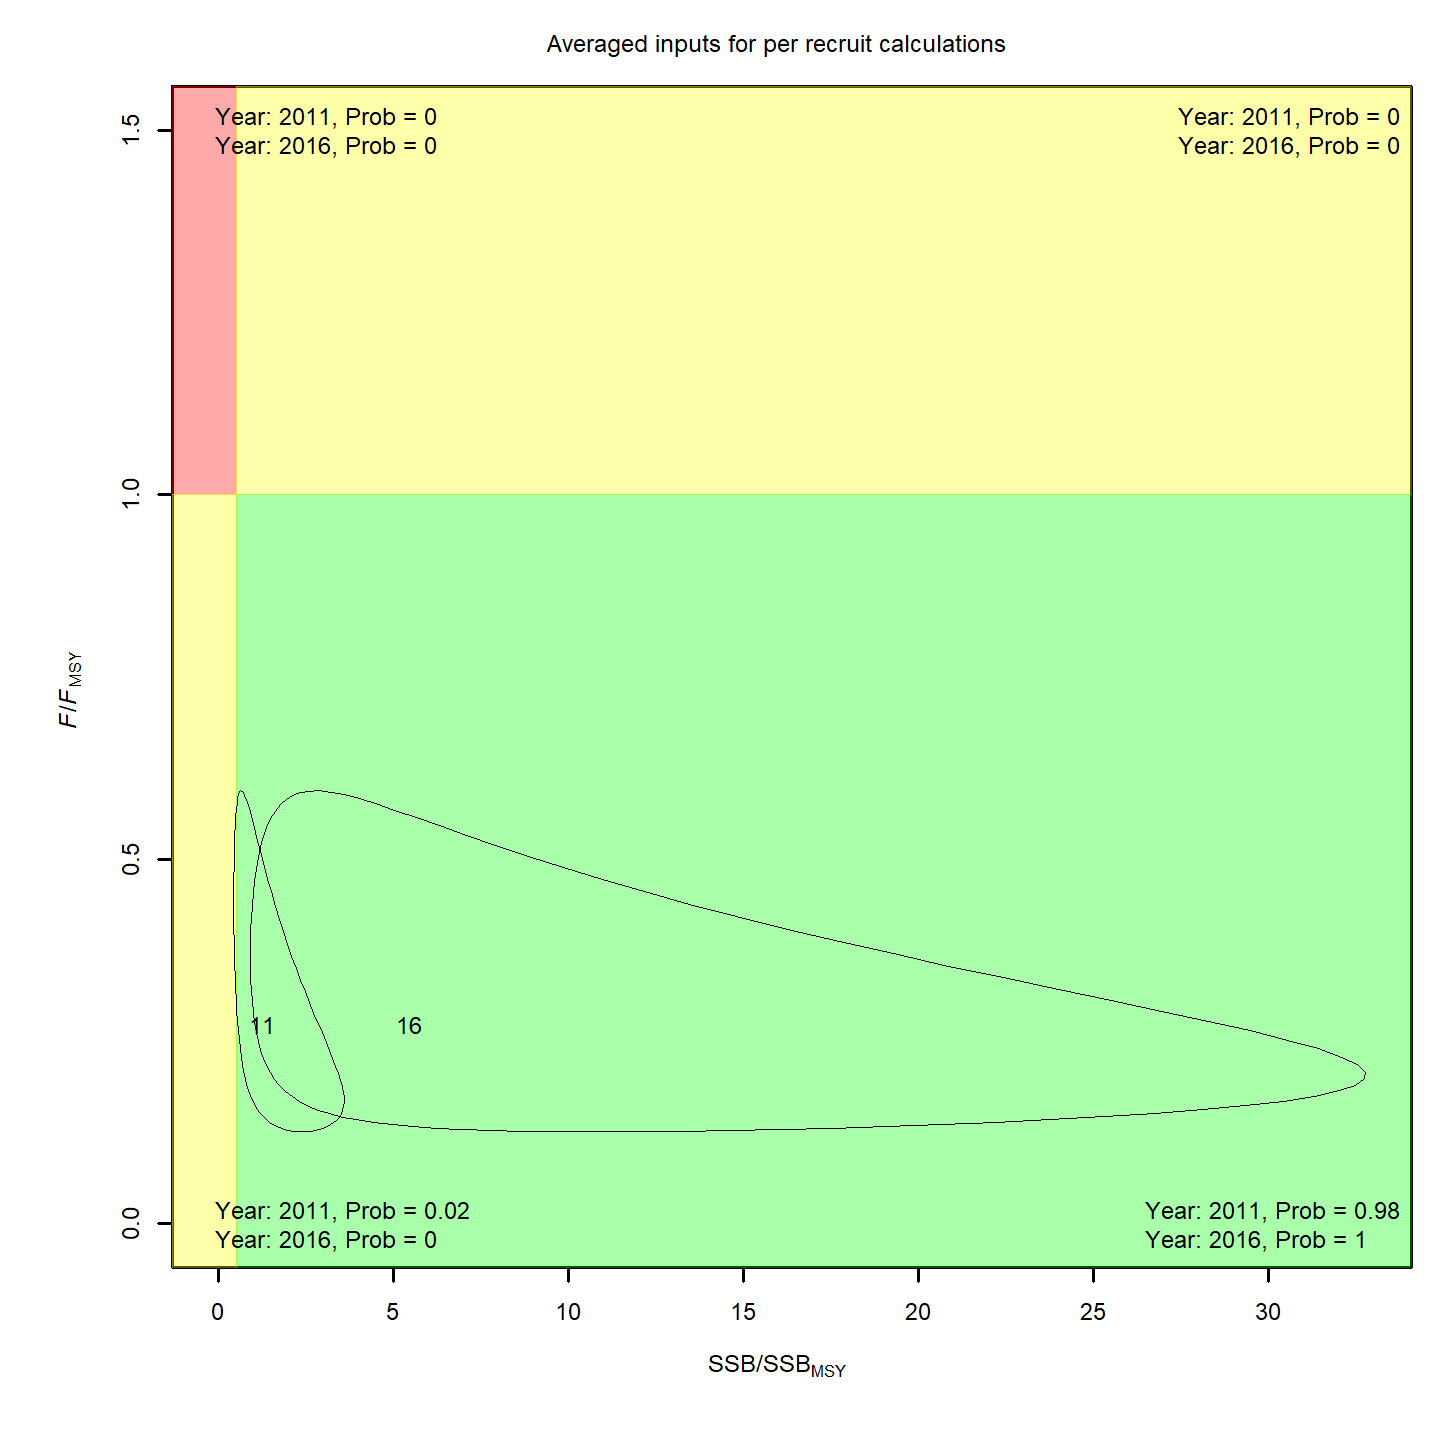 Averaged inputs for per recruit calculations
Year: 2011, Prob = 0
Year: 2016, Prob = 0
Year: 2011, Prob = 0
Year: 2016, Prob = 0
1.5
1.0
0.5
0.0
F/FMSY
11
16
Year: 2011, Prob = 0.02
Year: 2016, Prob = 0
Year: 2011, Prob = 0.98
Year: 2016, Prob = 1
0 5 10 15 20 25 30
SSB/SSBMSY